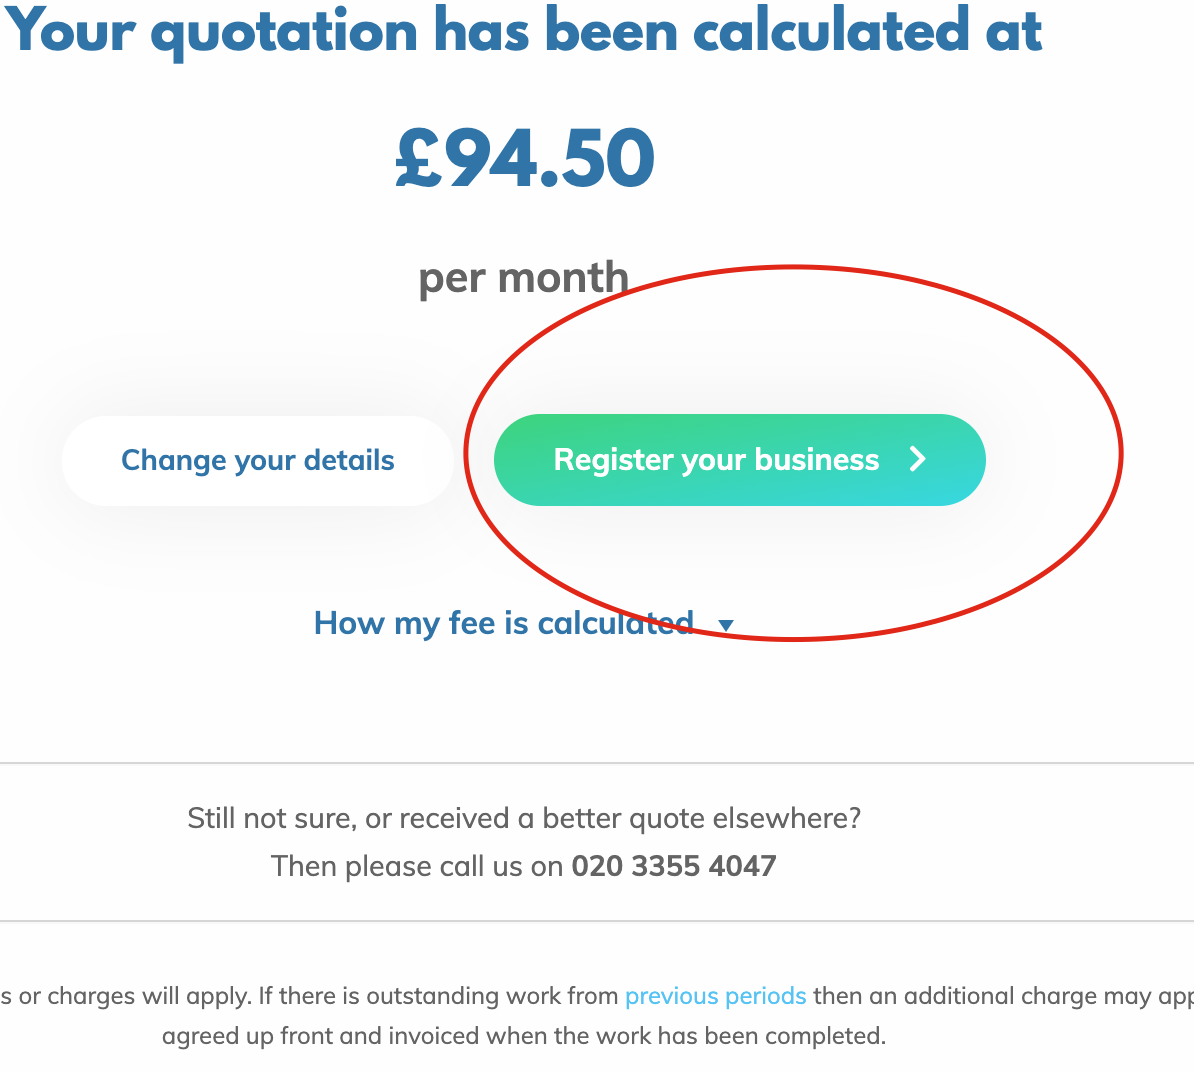 Your quotation has been calculated at
£94.50
per month
Change your details
Register your business
How my fee is calculated
Still not sure, or received a better quote elsewhere?
Then please call us on 020 3355 4047
s or charges will apply. If there is outstanding work from previous periods then an additional charge may app
agreed up front and invoiced when the work has been completed.